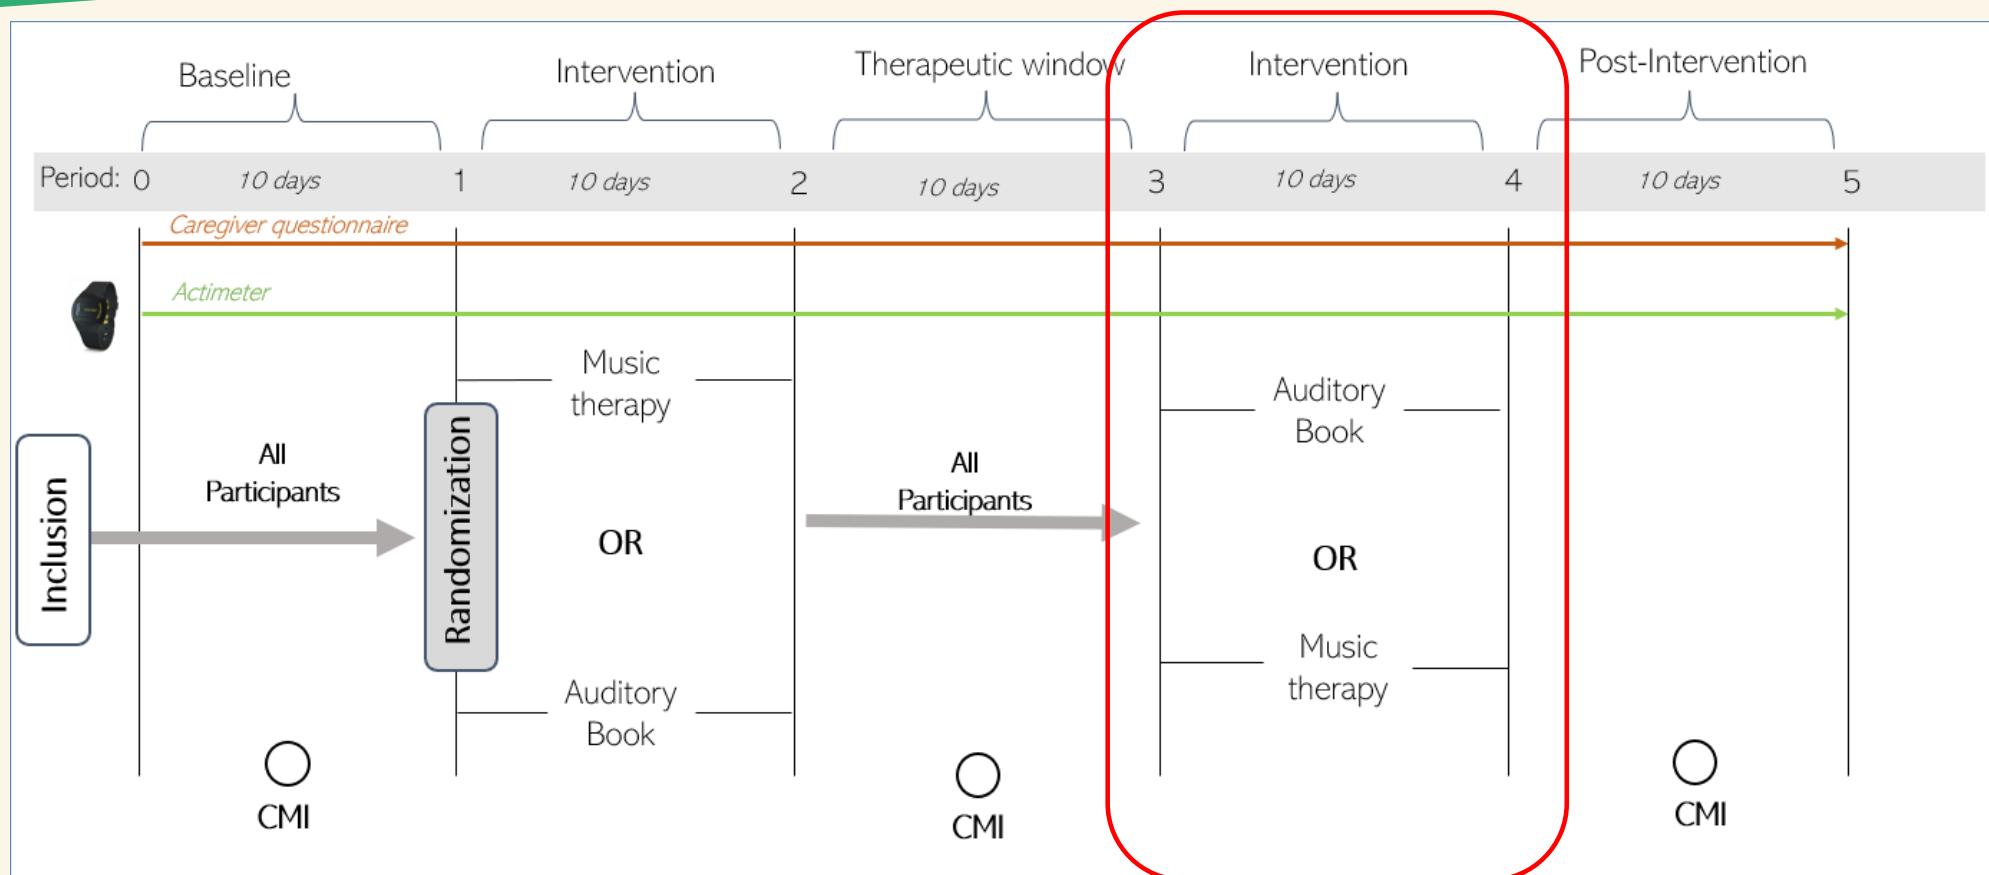 Baseline
Intervention
Therapeutic window
Intervention
Post-Intervention
Period: 0 10 days 1 10 days 2 10 days 3 10 days 4 10 days 5
Caregiver questionnaire
Actimeter
Inclusion
All
Participants
Randomization
Music
therapy
OR
Auditory
Book
All
Participants
Auditory
Book
OR
Music
therapy
CMI
CMI
CMI